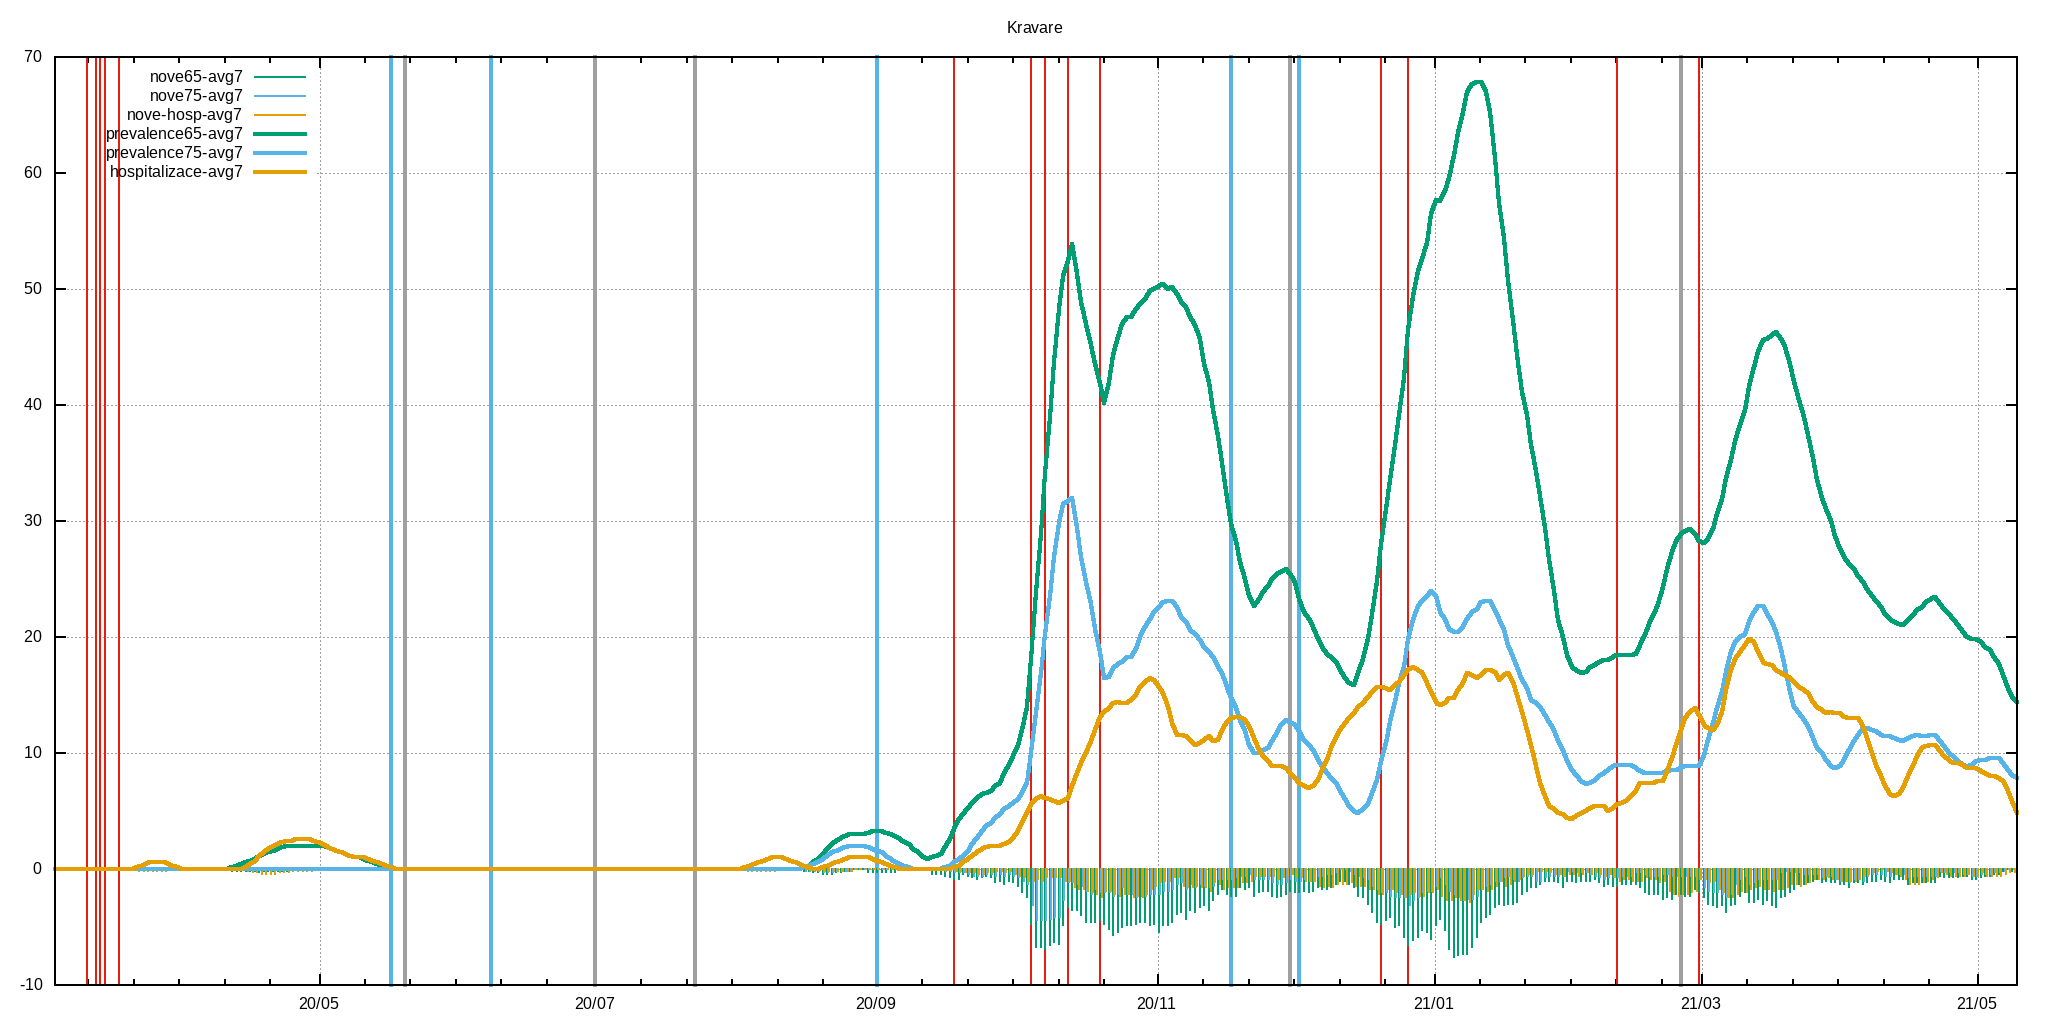 Kravare
70
nove65-avg7
nove75-avg7
nove-hosp-avg7
prevalence65-avg7
prevalence75-avg7
hospitalizace-avg7
60
50
40
30
20
10
0
-10
20/05 20/07 20/09 20/11 21/01 21/03 21/05